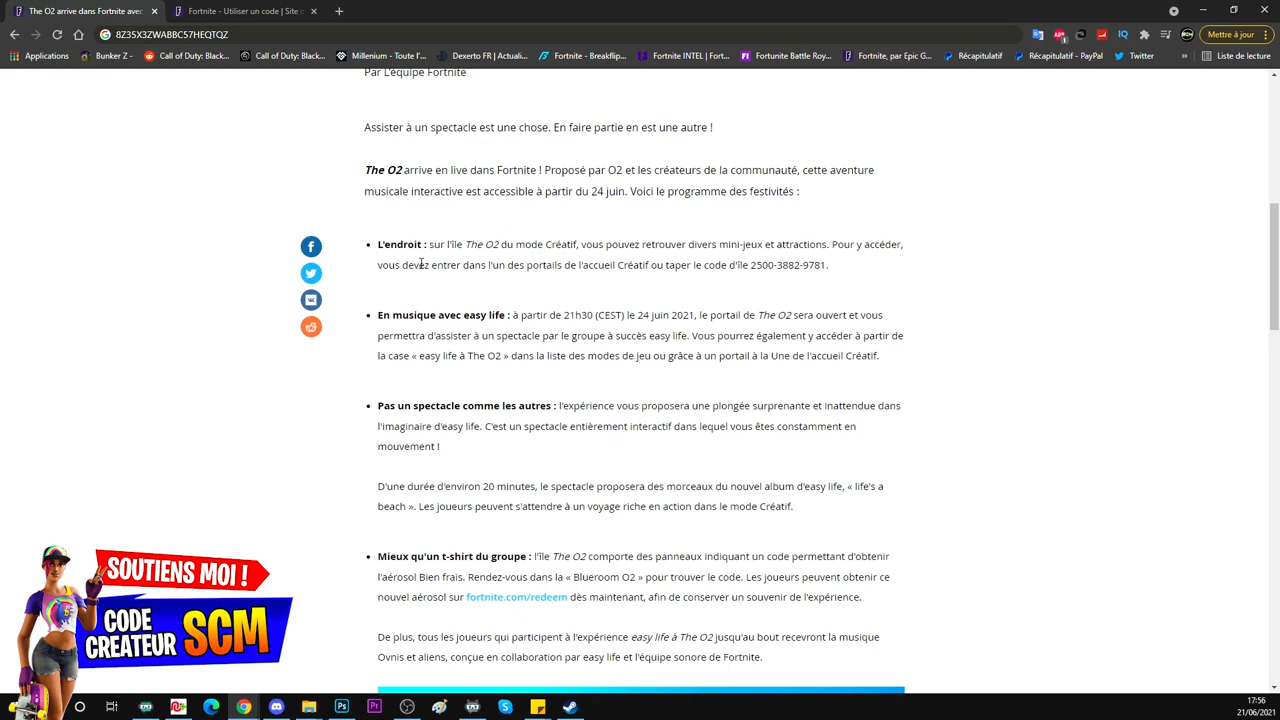 The O2 arrive dans Fortnite avec
Fortnite - Utiliser un code | Site c
8Z35X3ZWABBC57HEQTQZ
Mettre à jour
Applications
Bunker Z -
Call of Duty: Black...
Call of Duty: Black...
Millenium - Toute l...
Dexerto FR | Actuali...
Fortnite - Breakflip...
Fortnite INTEL | Fort...
Funtunite Battle Roy...
Fortnite, par Epic G...
Récapitulatif
Récapitulatif - PayPal
Twitter
»
Liste de lecture
Par L'équipe Fortnite
Assister à un spectacle est une chose. En faire partie en est une autre !
The O2 arrive en live dans Fortnite ! Proposé par O2 et les créateurs de la communauté, cette aventure
musicale interactive est accessible à partir du 24 juin. Voici le programme des festivités :
• L'endroit : sur l'île The O2 du mode Créatif, vous pouvez retrouver divers mini-jeux et attractions. Pour y accéder,
vous devez entrer dans l'un des portails de l'accueil Créatif ou taper le code d'île 2500-3882-9781.
• En musique avec easy life : à partir de 21h30 (CEST) le 24 juin 2021, le portail de The O2 sera ouvert et vous
permettra d'assister à un spectacle par le groupe à succès easy life. Vous pourrez également y accéder à partir de
la case « easy life à The O2 » dans la liste des modes de jeu ou grâce à un portail à la Une de l'accueil Créatif.
• Pas un spectacle comme les autres : l'expérience vous proposera une plongée surprenante et inattendue dans
l'imaginaire d'easy life. C'est un spectacle entièrement interactif dans lequel vous êtes constamment en
mouvement !
D'une durée d'environ 20 minutes, le spectacle proposera des morceaux du nouvel album d'easy life, « life's a
beach ». Les joueurs peuvent s'attendre à un voyage riche en action dans le mode Créatif.
• Mieux qu'un t-shirt du groupe : l'île The O2 comporte des panneaux indiquant un code permettant d'obtenir
l'aérosol Bien frais. Rendez-vous dans la « Blueroom O2 » pour trouver le code. Les joueurs peuvent obtenir ce
nouvel aérosol sur fortnite.com/redeem dès maintenant, afin de conserver un souvenir de l'expérience.
De plus, tous les joueurs qui participent à l'expérience easy life à The O2 jusqu'au bout recevront la musique
Ovnis et aliens, conçue en collaboration par easy life et l'équipe sonore de Fortnite.
SOUTIENS MOI !
CODE
CREATEUR SCM
17:56
21/06/2021